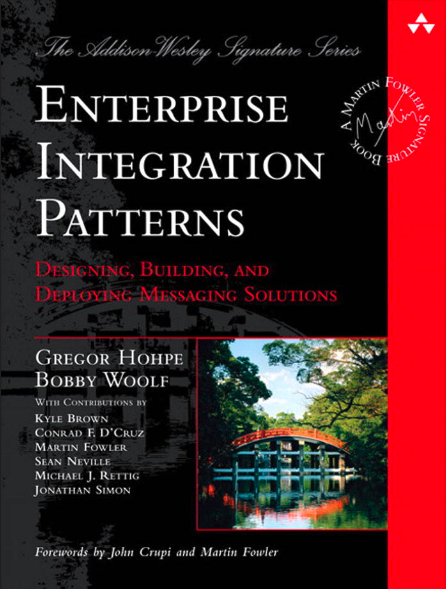 The Addison-Wesley Signature Series
A MARTIN FOWLER SIGNATURE BOOK
Martin
ENTERPRISE
INTEGRATION
PATTERNS
DESIGNING, BUILDING, AND
DEPLOYING MESSAGING SOLUTIONS
GREGOR HOHPE
BOBBY WOOLF
WITH CONTRIBUTIONS BY
KYLE BROWN
CONRAD F. D'CRUZ
MARTIN FOWLER
SEAN NEVILLE
MICHAEL J. RETTIG
JONATHAN SIMON
Forewords by John Crupi and Martin Fowler